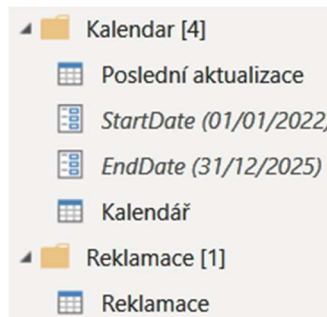 Kalendar [4]
Poslední aktualizace
StartDate (01/01/2022)
EndDate (31/12/2025)
Kalendář
Reklamace [1]
Reklamace